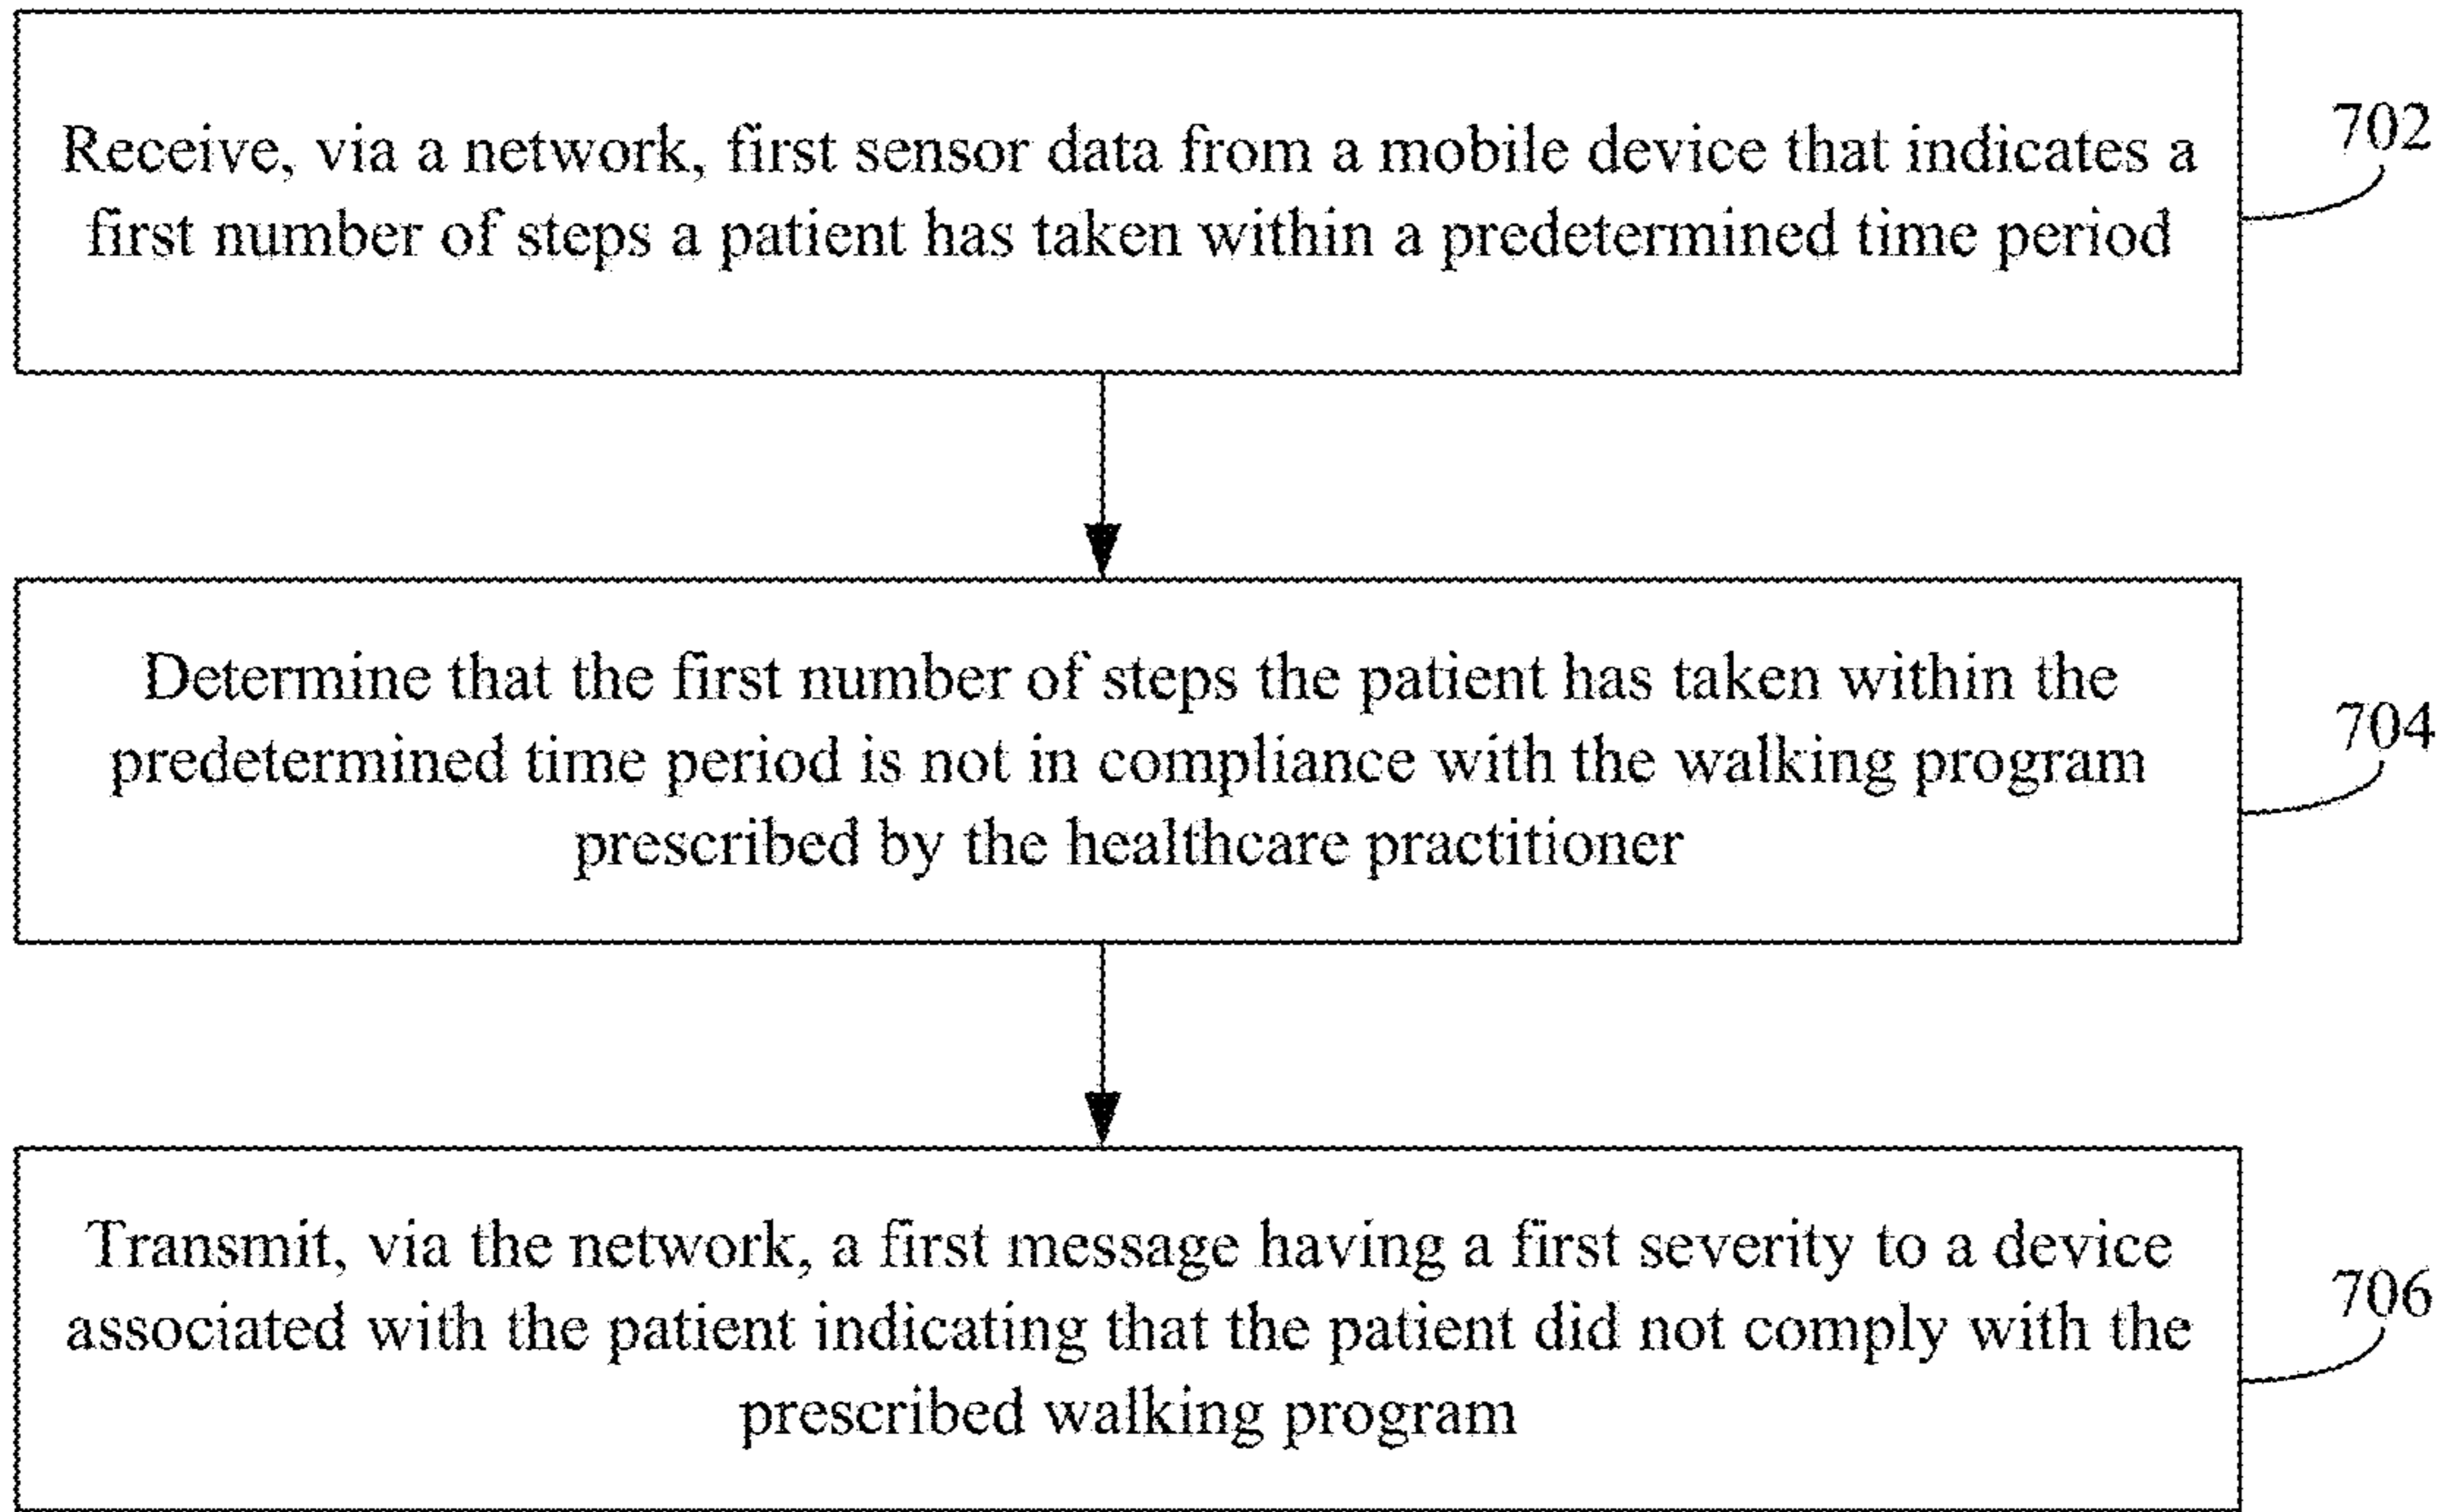 Receive, via a network, first sensor data from a mobile device that indicates a
first number of steps a patient has taken within a predetermined time period
702
Determine that the first number of steps the patient has taken within the
predetermined time period is not in compliance with the walking program
prescribed by the healthcare practitioner
704
Transmit, via the network, a first message having a first severity to a device
associated with the patient indicating that the patient did not comply with the
prescribed walking program
706